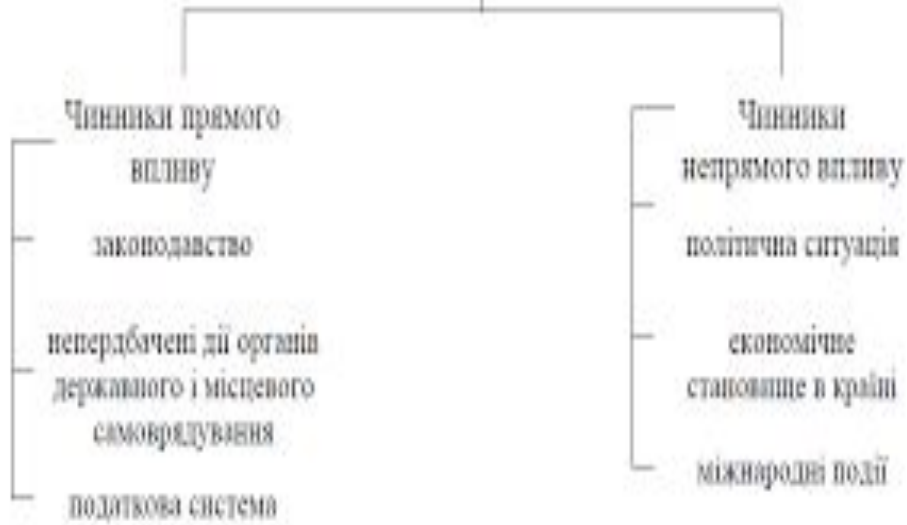 Чинники прямого
впливу
законодавство
непердбачені дії органів
державного і місцевого
самоврядування
податкова система
Чинники
непрямого впливу
політична ситуація
економічне
становище в країні
міжнародні події